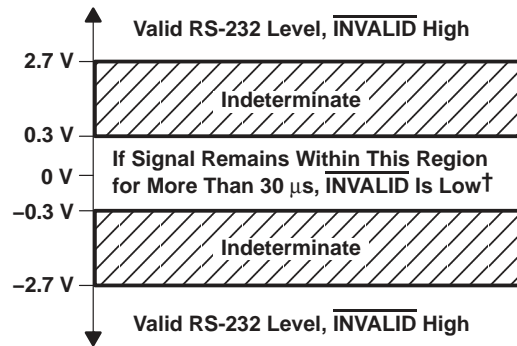 Valid RS-232 Level, INVALID High
2.7 V
Indeterminate
0.3 V
If Signal Remains Within This Region
0 V
for More Than 30 μs, INVALID Is Low†
−0.3 V
Indeterminate
−2.7 V
Valid RS-232 Level, INVALID High